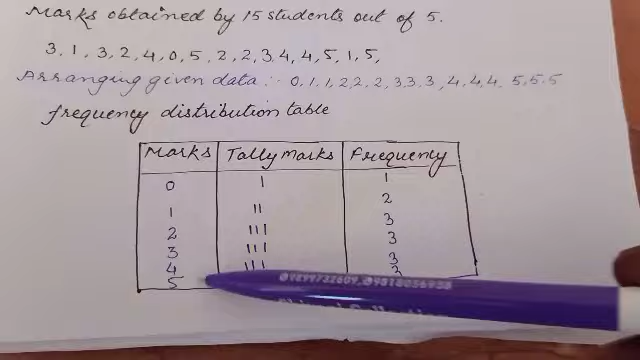 Marks obtained by 15 students out of 5.
3, 1, 3, 2, 4, 0, 5, 2, 2, 3, 4, 4, 5, 1, 5,
Arranging given data :- 0, 1, 1, 2, 2, 2, 3, 3, 3, 4, 4, 4, 5, 5, 5
frequency distribution table
Marks Tally marks Frequency
0 | 1
1 || 2
2 ||| 3
3 ||| 3
4 ||| 3
5 3